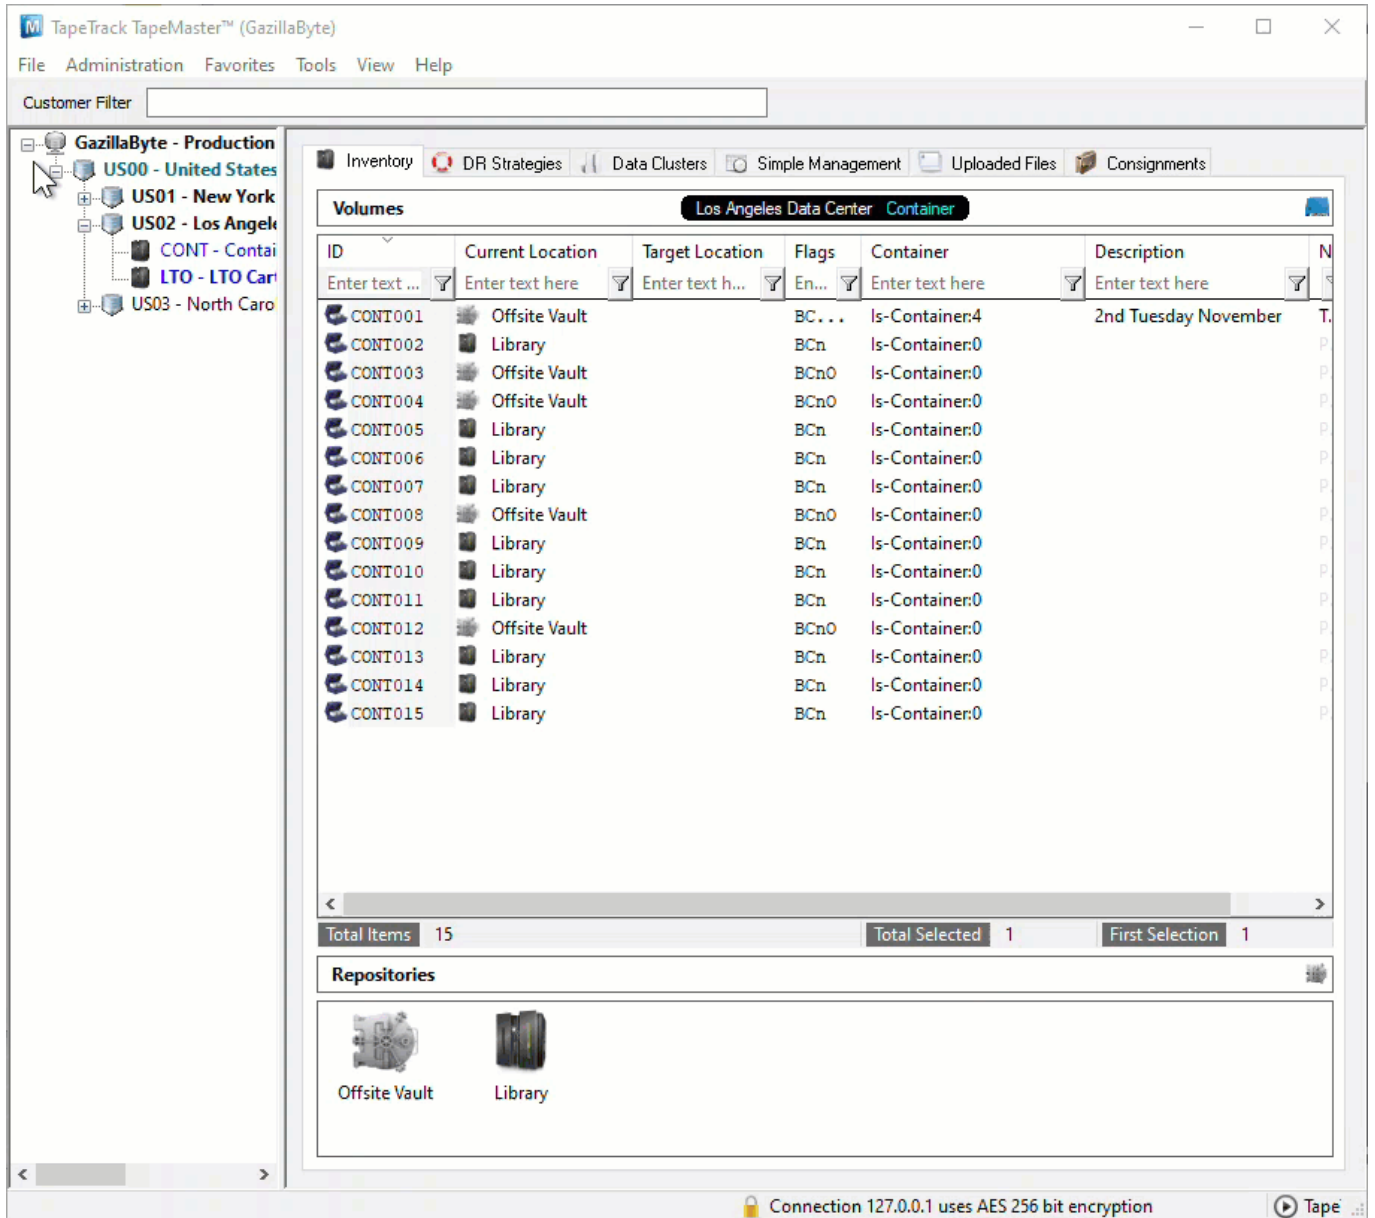 TapeTrack TapeMaster™ (GazillaByte)
File Administration Favorites Tools View Help
Customer Filter
GazillaByte - Production
US00 - United States
US01 - New York
US02 - Los Angele
CONT - Contai
LTO - LTO Cart
US03 - North Caro
Inventory DR Strategies Data Clusters Simple Management Uploaded Files Consignments
Volumes Los Angeles Data Center Container
ID Current Location Target Location Flags Container Description N
Enter text ... Enter text here Enter text h... En... Enter text here Enter text here
CONT001 Offsite Vault BC... Is-Container:4 2nd Tuesday November T.
CONT002 Library BCn Is-Container:0 P.
CONT003 Offsite Vault BCnO Is-Container:0 P.
CONT004 Offsite Vault BCnO Is-Container:0 P.
CONT005 Library BCn Is-Container:0 P.
CONT006 Library BCn Is-Container:0 P.
CONT007 Library BCn Is-Container:0 P.
CONT008 Offsite Vault BCnO Is-Container:0 P.
CONT009 Library BCn Is-Container:0 P.
CONT010 Library BCn Is-Container:0 P.
CONT011 Library BCn Is-Container:0 P.
CONT012 Offsite Vault BCnO Is-Container:0 P.
CONT013 Library BCn Is-Container:0 P.
CONT014 Library BCn Is-Container:0 P.
CONT015 Library BCn Is-Container:0 P.
Total Items 15 Total Selected 1 First Selection 1
Repositories
Offsite Vault Library
Connection 127.0.0.1 uses AES 256 bit encryption Tape